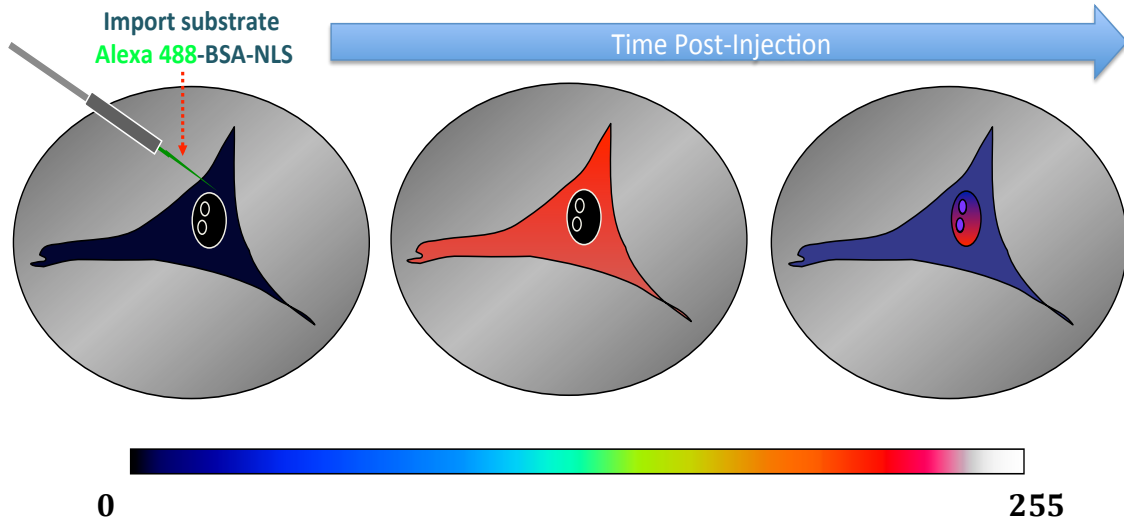 Import substrate
Alexa 488-BSA-NLS
Time Post-Injection
0
255